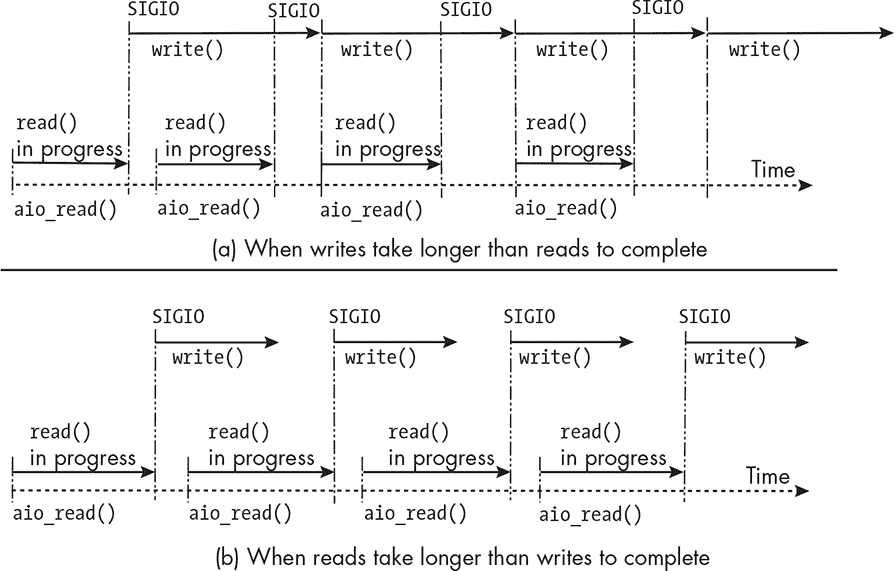 SIGIO SIGIO SIGIO SIGIO
write() write() write() write()
read() read() read() read()
in progress in progress in progress in progress
Time
aio_read() aio_read() aio_read() aio_read()
(a) When writes take longer than reads to complete
SIGIO SIGIO SIGIO SIGIO
write() write() write() write()
read() read() read() read()
in progress in progress in progress in progress
Time
aio_read() aio_read() aio_read() aio_read()
(b) When reads take longer than writes to complete